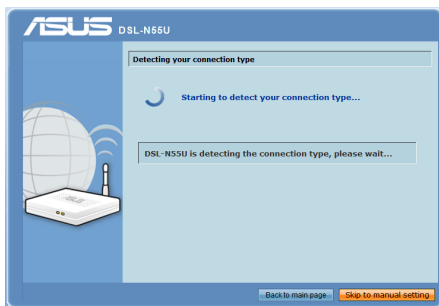 ASUS DSL-N55U
Detecting your connection type
Starting to detect your connection type...
DSL-N55U is detecting the connection type, please wait...
Back to main page Skip to manual setting